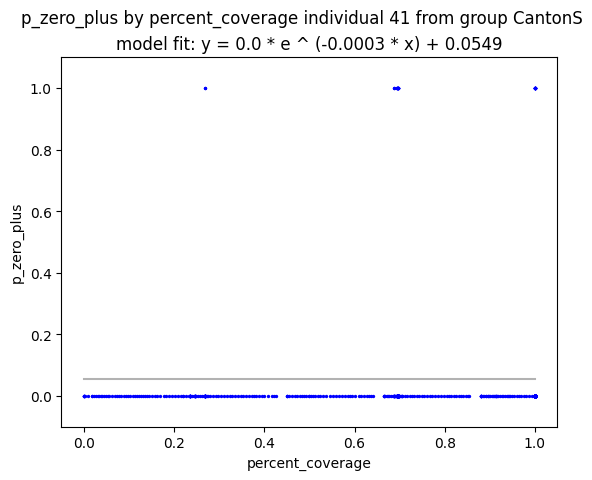 p_zero_plus by percent_coverage individual 41 from group CantonS
model fit: y = 0.0 * e ^ (-0.0003 * x) + 0.0549
1.0
0.8
0.6
0.4
0.2
0.0
p_zero_plus
0.0 0.2 0.4 0.6 0.8 1.0
percent_coverage